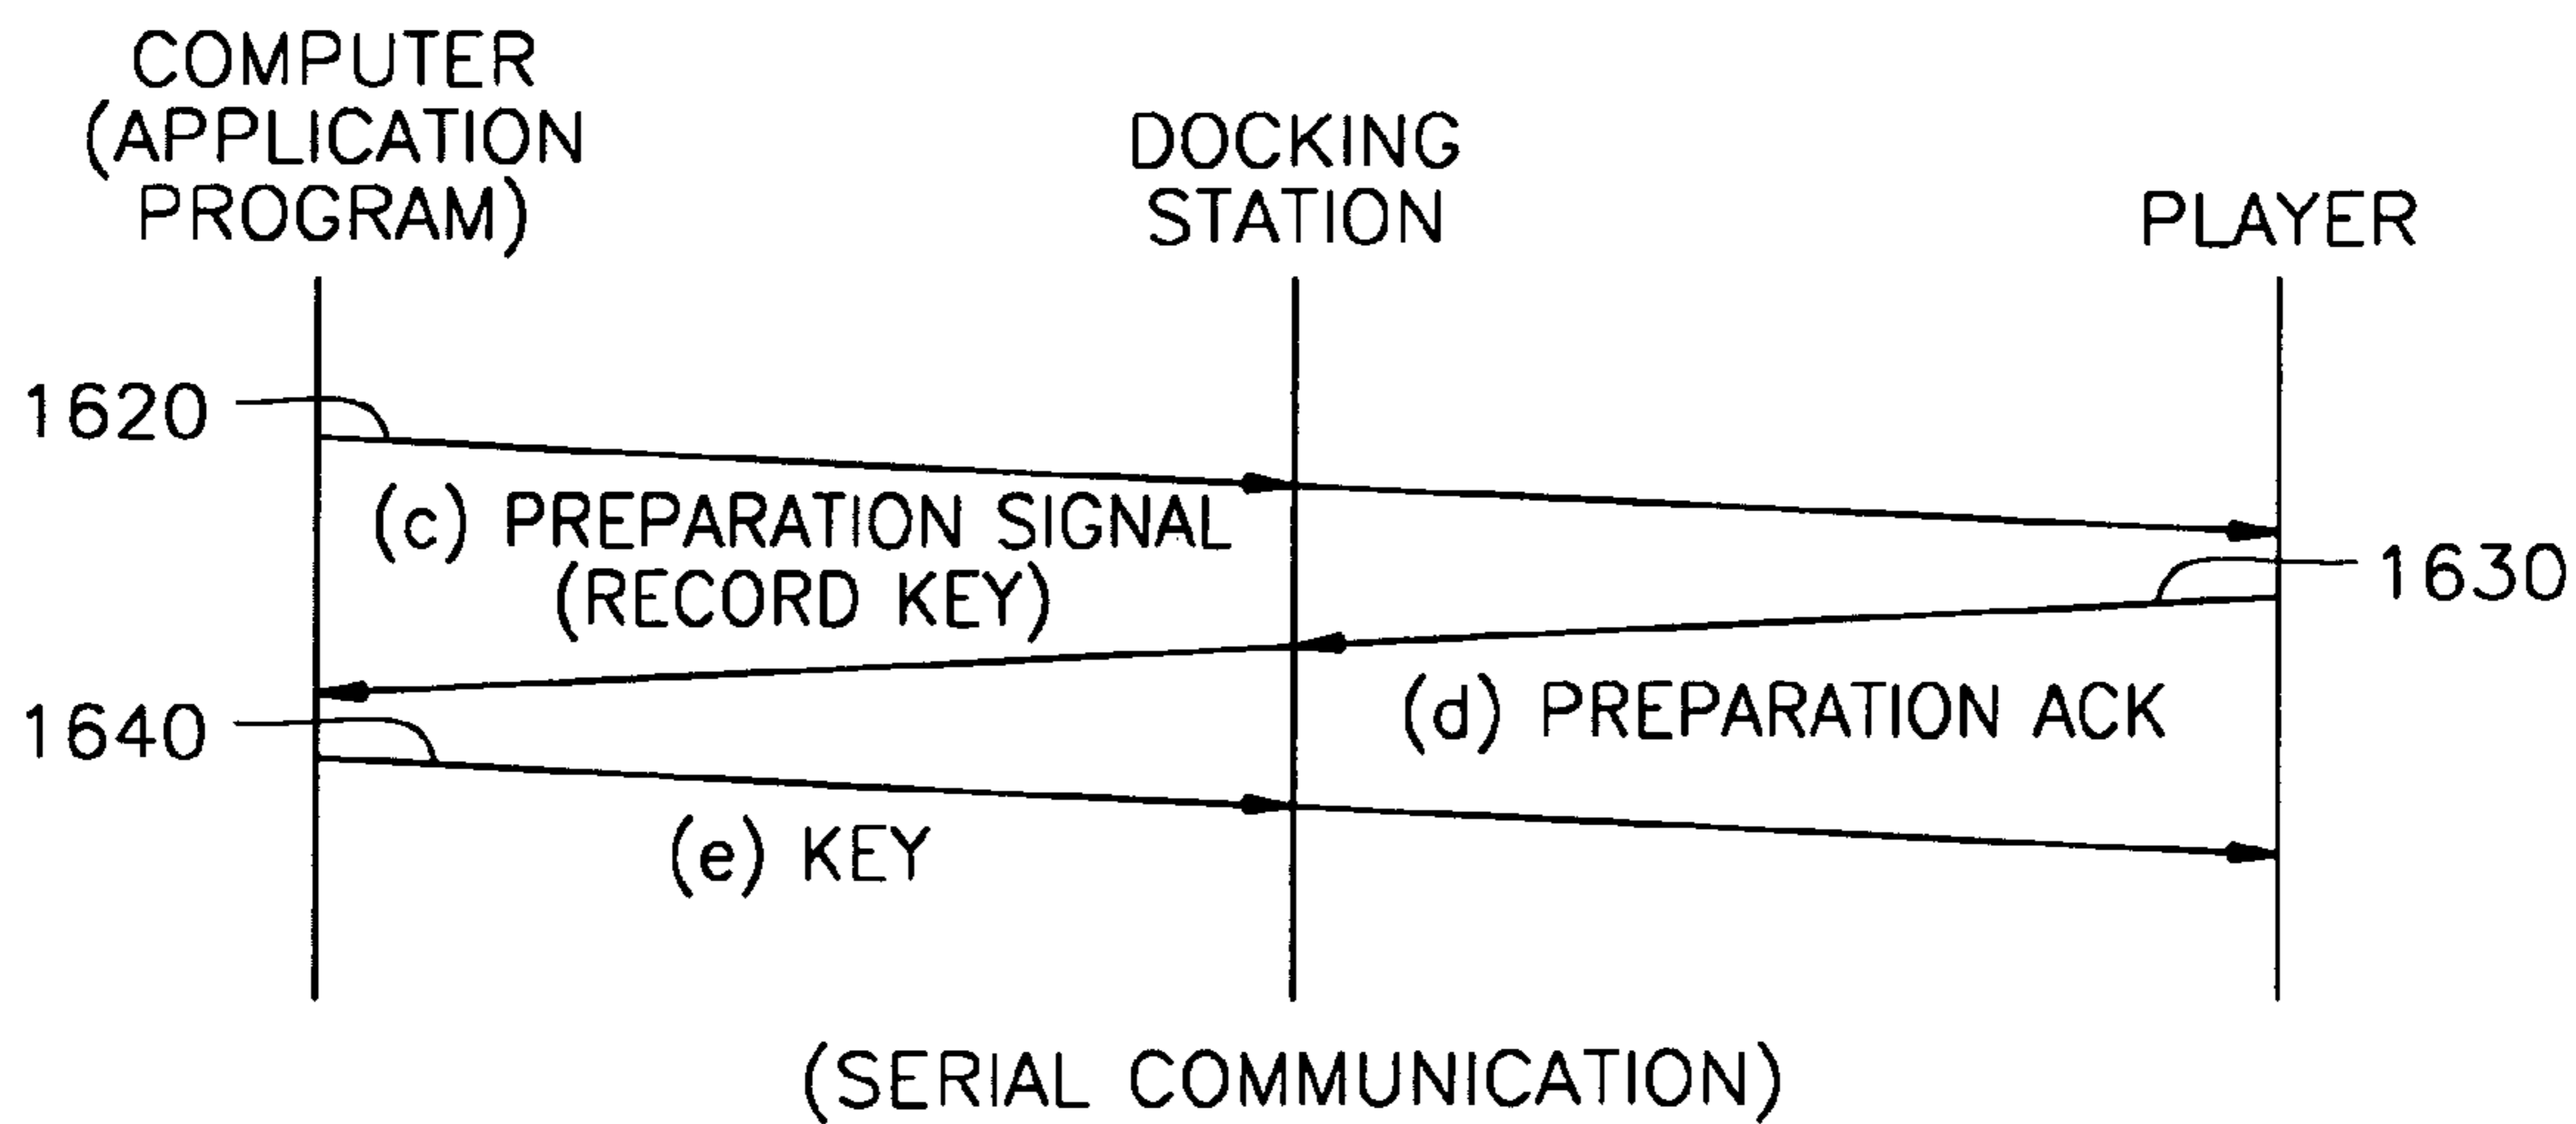 COMPUTER
(APPLICATION
PROGRAM)
DOCKING
STATION
PLAYER
1620
(c) PREPARATION SIGNAL
(RECORD KEY)
1630
(d) PREPARATION ACK
1640
(e) KEY
(SERIAL COMMUNICATION)